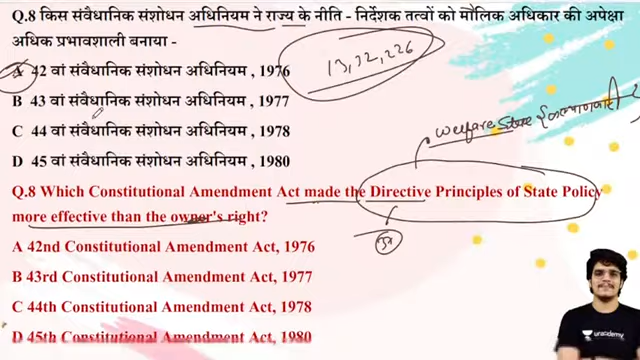 Q.8 किस संवैधानिक संशोधन अधिनियम ने राज्य के नीति - निर्देशक तत्वों को मौलिक अधिकार की अपेक्षा
अधिक प्रभावशाली बनाया -
13,32,226
A 42 वां संवैधानिक संशोधन अधिनियम , 1976
B 43 वां संवैधानिक संशोधन अधिनियम , 1977
Welfare State
C 44 वां संवैधानिक संशोधन अधिनियम , 1978
D 45 वां संवैधानिक संशोधन अधिनियम , 1980
Q.8 Which Constitutional Amendment Act made the Directive Principles of State Policy
more effective than the owner's right?
A 42nd Constitutional Amendment Act, 1976
B 43rd Constitutional Amendment Act, 1977
C 44th Constitutional Amendment Act, 1978
D 45th Constitutional Amendment Act, 1980
unacademy